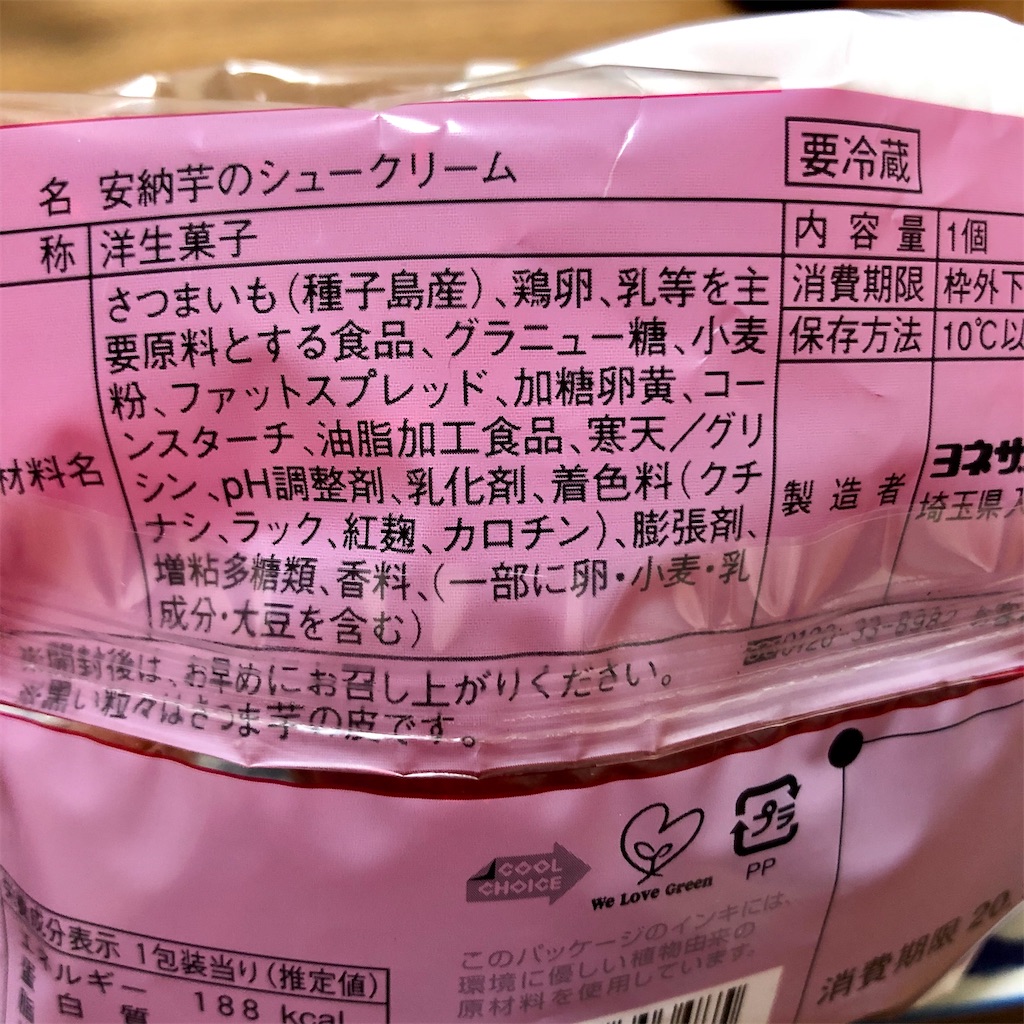 名 安納芋のシュークリーム
要冷蔵
称 洋生菓子
内容量 1個
消費期限 枠外下
保存方法 10℃以
材料名
さつまいも(種子島産)、鶏卵、乳等を主
要原料とする食品、グラニュー糖、小麦
粉、ファットスプレッド、加糖卵黄、コー
ンスターチ、油脂加工食品、寒天/グリ
シン、pH調整剤、乳化剤、着色料(クチ
ナシ、ラック、紅麹、カロチン)、膨張剤、
増粘多糖類、香料、(一部に卵・小麦・乳
成分・大豆を含む)
製造者
ヨネザ
埼玉県
0120-33-8982
※開封後は、お早めにお召し上がりください。
※黒い粒々はさつま芋の皮です。
COOL
CHOICE
We Love Green
プラ
PP
このパッケージのインキには、
環境に優しい植物由来の
原材料を使用しています。
消費期限 20.
成分表示 1包装当り(推定値)
エネルギー 188 kcal
白質